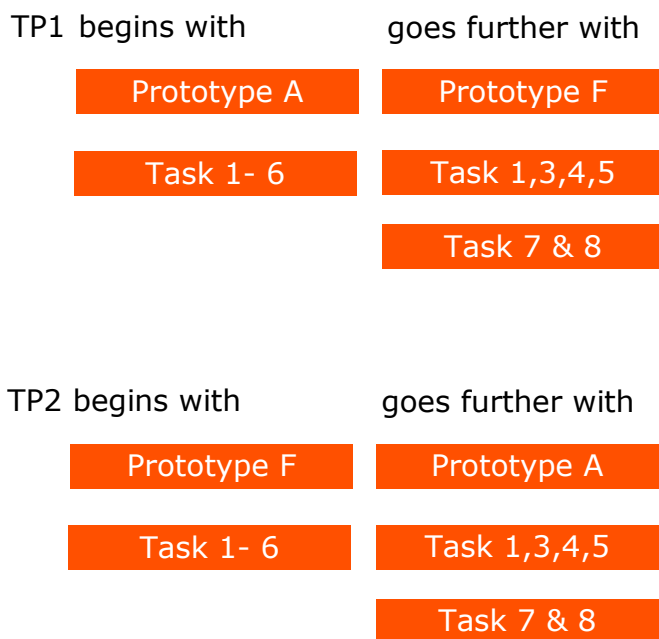 TP1 begins with goes further with
Prototype A Prototype F
Task 1- 6 Task 1,3,4,5
Task 7 & 8
TP2 begins with goes further with
Prototype F Prototype A
Task 1- 6 Task 1,3,4,5
Task 7 & 8